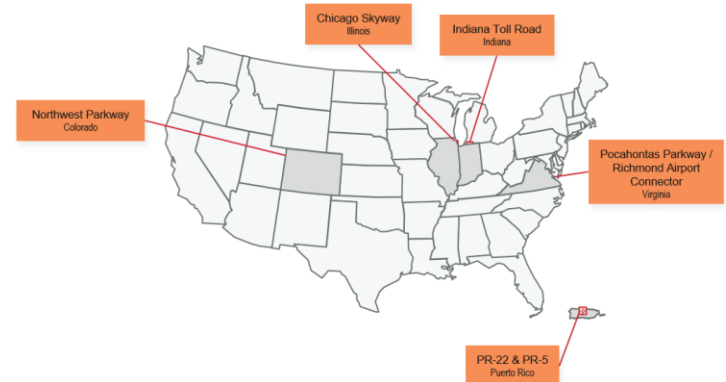 Chicago Skyway
Illinois
Indiana Toll Road
Indiana
Northwest Parkway
Colorado
Pocahontas Parkway /
Richmond Airport
Connector
Virginia
PR-22 & PR-5
Puerto Rico